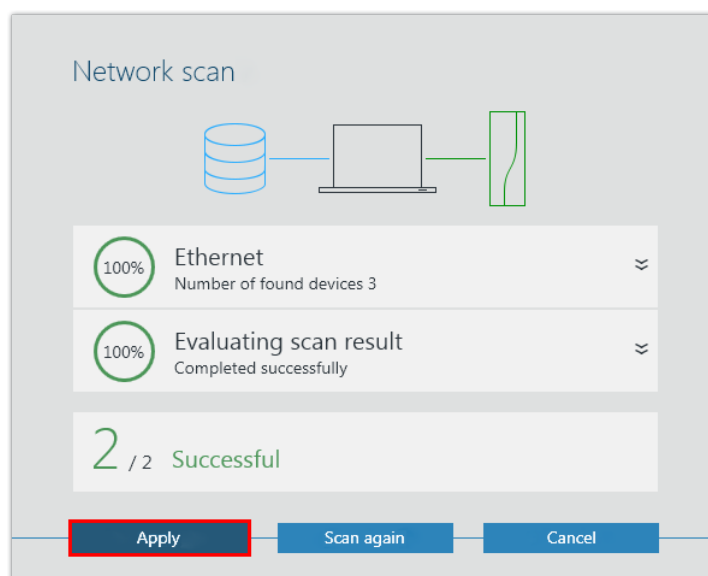 Network scan
100%
Ethernet
Number of found devices 3
100%
Evaluating scan result
Completed successfully
2 / 2 Successful
Apply
Scan again
Cancel